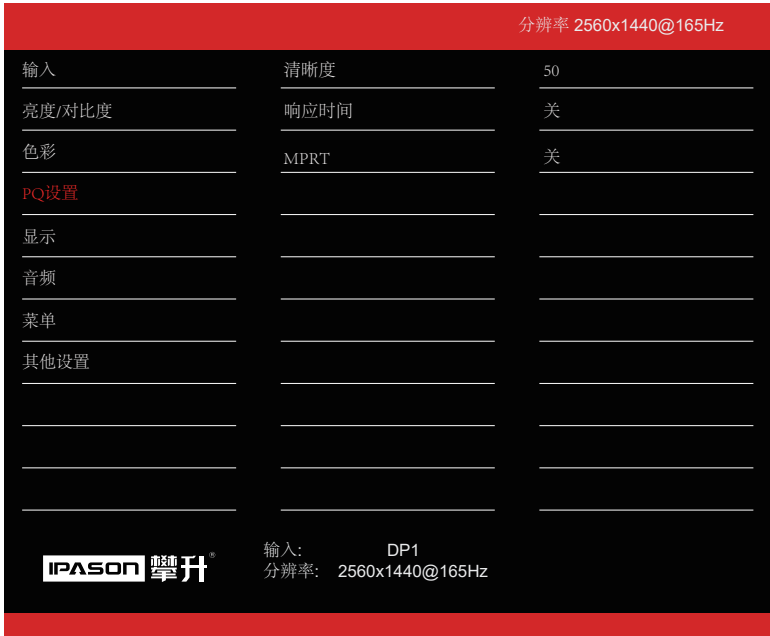 分辨率 2560x1440@165Hz
输入 清晰度 50
亮度/对比度 响应时间 关
色彩 MPRT 关
PQ设置
显示
音频
菜单
其他设置
IPASON 攀升®
输入: DP1
分辨率: 2560x1440@165Hz